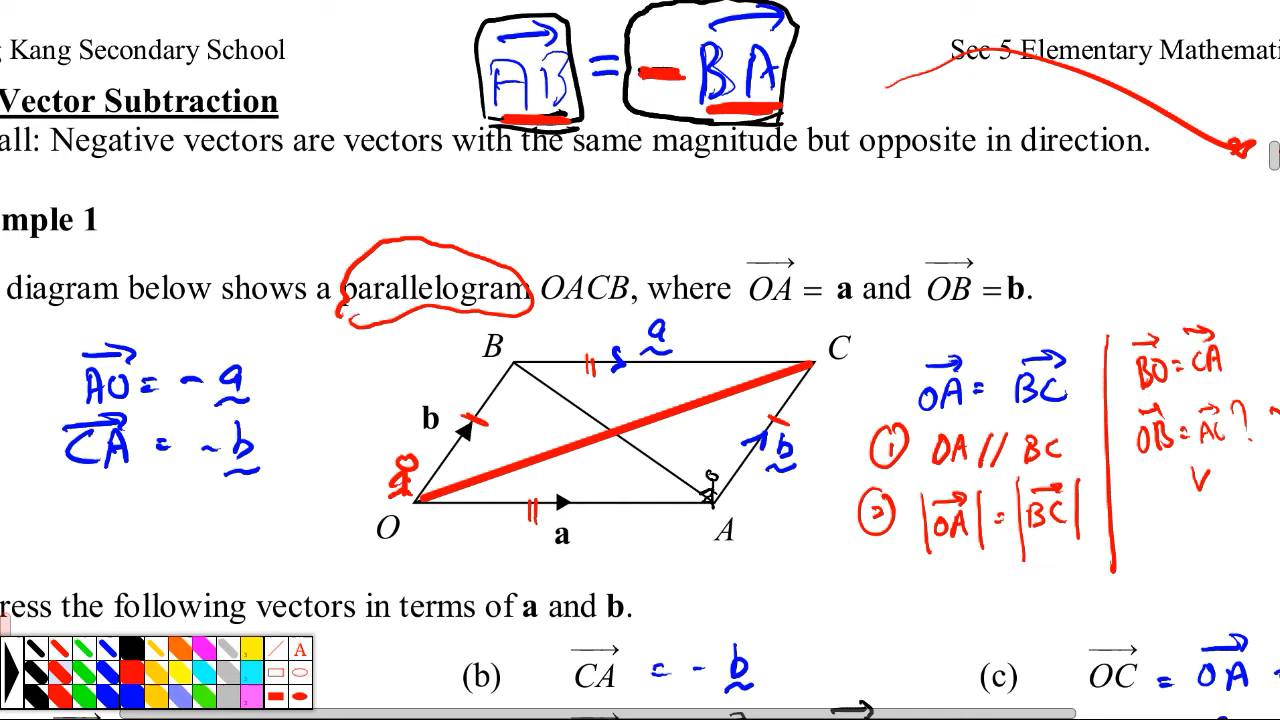 g Kang Secondary School
Sec 5 Elementary Mathemati
AB = - BA
Vector Subtraction
all: Negative vectors are vectors with the same magnitude but opposite in direction.
mple 1
diagram below shows a parallelogram OACB, where OA = a and OB = b.
AO = - a
CA = - b
B
a
C
b
b
O
a
A
OA = BC
① OA // BC
② |OA| = |BC|
BO = CA
OB = AC ?
ress the following vectors in terms of a and b.
(b) CA = - b
(c) OC = OA
A